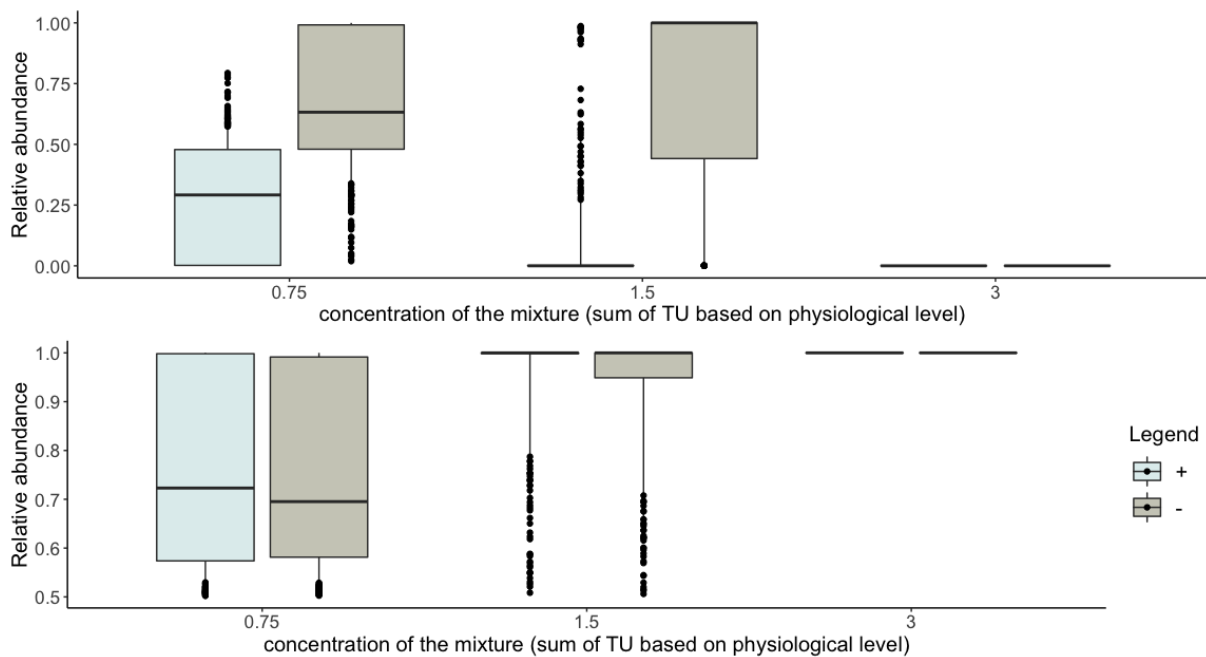 1.00
0.75
0.50
0.25
0.00
Relative abundance
0.75 1.5 3
concentration of the mixture (sum of TU based on physiological level)
1.0
0.9
0.8
0.7
0.6
0.5
Relative abundance
0.75 1.5 3
concentration of the mixture (sum of TU based on physiological level)
Legend
+
-